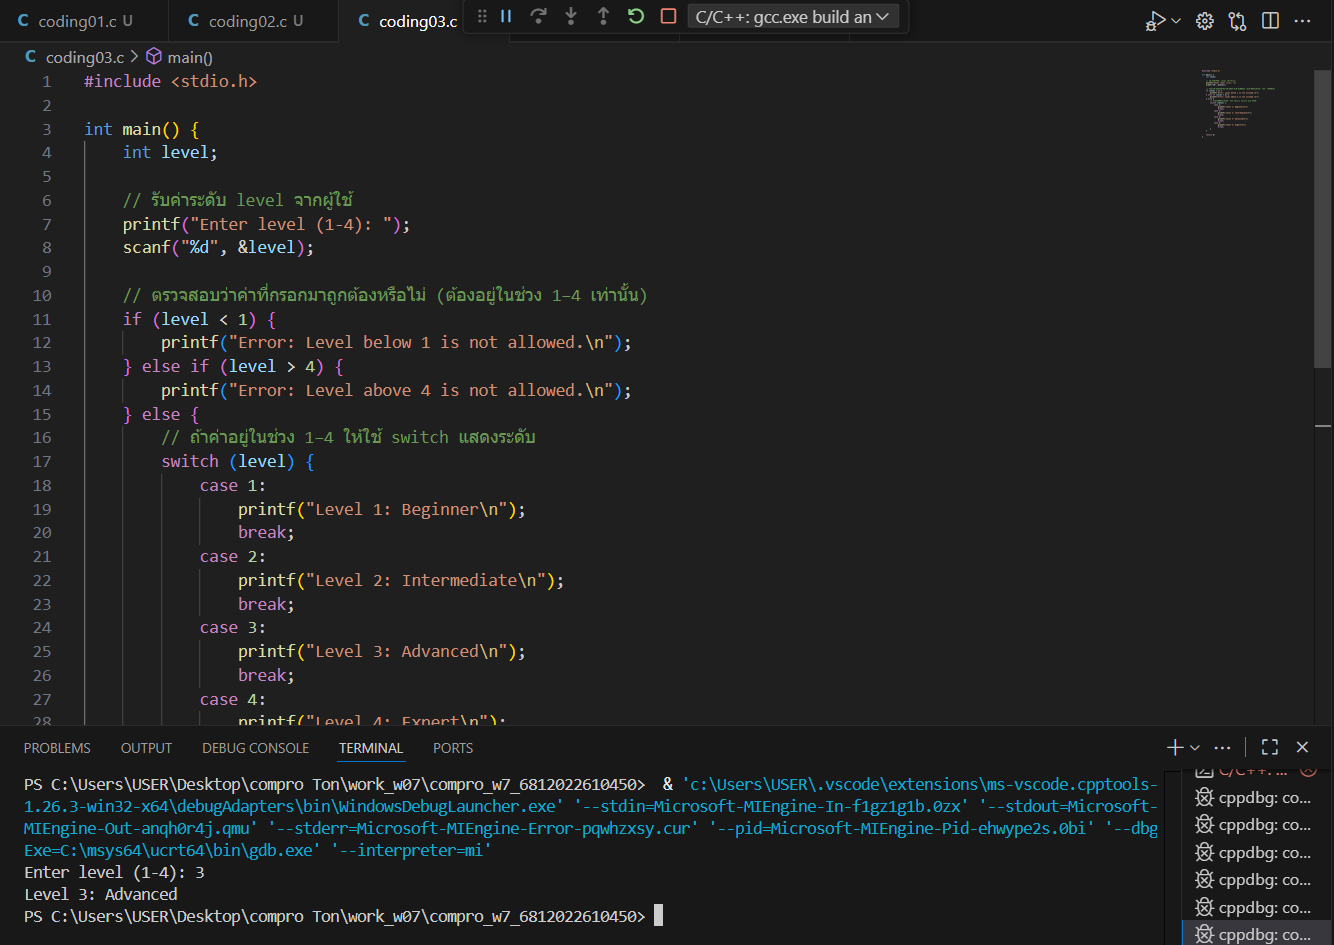 coding01.c U
coding02.c U
coding03.c
C/C++: gcc.exe build an
coding03.c > main()
1 #include <stdio.h>
2
3 int main() {
4 int level;
5
6 // รับค่าระดับ level จากผู้ใช้
7 printf("Enter level (1-4): ");
8 scanf("%d", &level);
9
10 // ตรวจสอบว่าค่าที่กรอกมาถูกต้องหรือไม่ (ต้องอยู่ในช่วง 1–4 เท่านั้น)
11 if (level < 1) {
12 printf("Error: Level below 1 is not allowed.\n");
13 } else if (level > 4) {
14 printf("Error: Level above 4 is not allowed.\n");
15 } else {
16 // ถ้าค่าอยู่ในช่วง 1–4 ให้ใช้ switch แสดงระดับ
17 switch (level) {
18 case 1:
19 printf("Level 1: Beginner\n");
20 break;
21 case 2:
22 printf("Level 2: Intermediate\n");
23 break;
24 case 3:
25 printf("Level 3: Advanced\n");
26 break;
27 case 4:
28 printf("Level 4: Expert\n");
PROBLEMS OUTPUT DEBUG CONSOLE TERMINAL PORTS
PS C:\Users\USER\Desktop\compro Ton\work_w07\compro_w7_6812022610450> & 'c:\Users\USER\.vscode\extensions\ms-vscode.cpptools-
1.26.3-win32-x64\debugAdapters\bin\WindowsDebugLauncher.exe' '--stdin=Microsoft-MIEngine-In-f1gz1g1b.0zx' '--stdout=Microsoft-
MIEngine-Out-anqh0r4j.qmu' '--stderr=Microsoft-MIEngine-Error-pqwhzxsy.cur' '--pid=Microsoft-MIEngine-Pid-ehwype2s.0bi' '--dbg
Exe=C:\msys64\ucrt64\bin\gdb.exe' '--interpreter=mi'
Enter level (1-4): 3
Level 3: Advanced
PS C:\Users\USER\Desktop\compro Ton\work_w07\compro_w7_6812022610450>
C/C++: ...
cppdbg: co...
cppdbg: co...
cppdbg: co...
cppdbg: co...
cppdbg: co...
cppdbg: co...